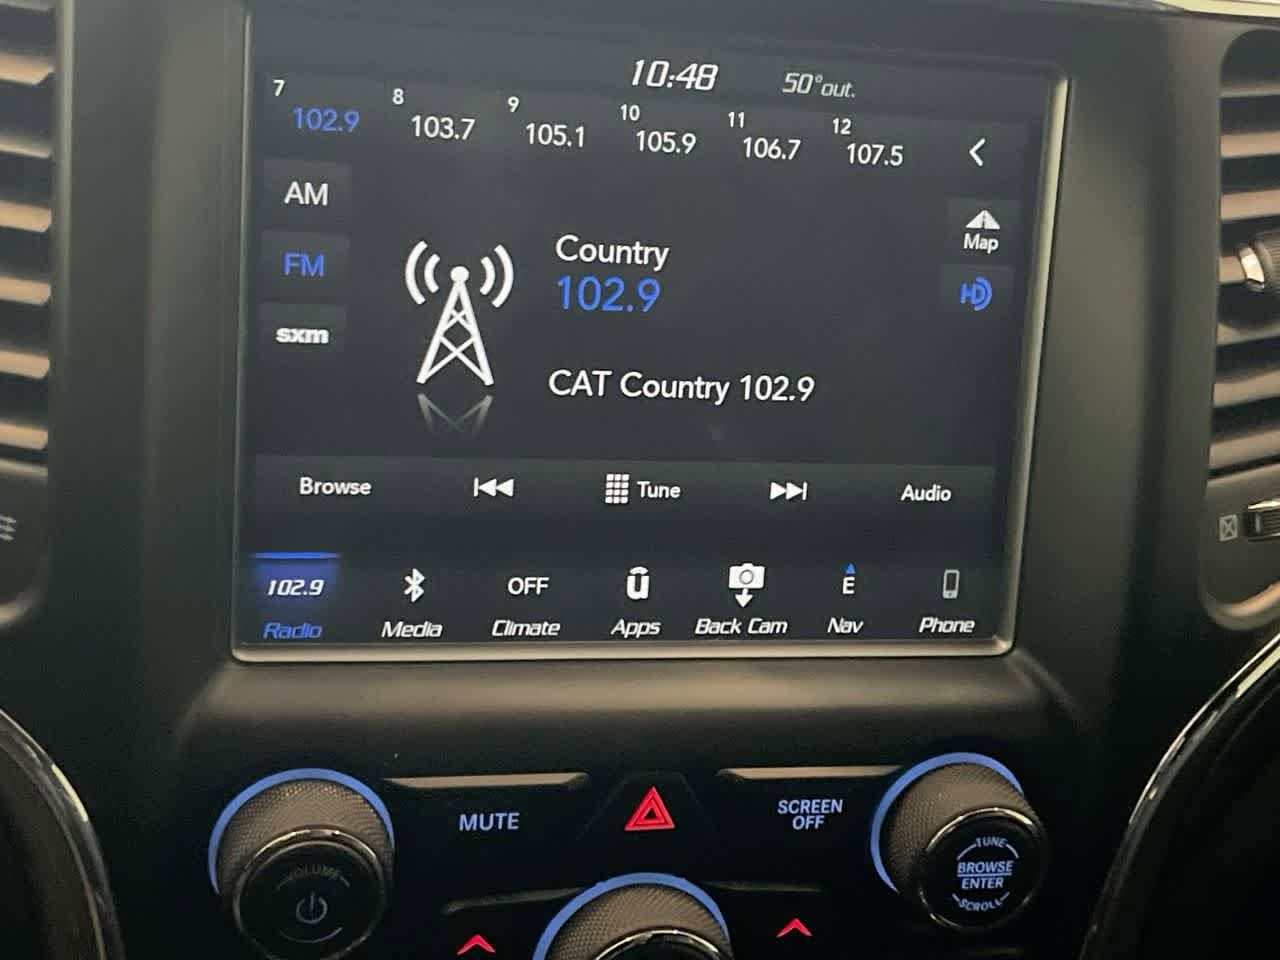 10:48 50°out.
7 8 9 10 11 12
102.9 103.7 105.1 105.9 106.7 107.5
AM
FM
sxm
Country
102.9
CAT Country 102.9
Map
HD
Browse Tune Audio
102.9 OFF E
Radio Media Climate Apps Back Cam Nav Phone
MUTE
SCREEN
OFF
VOLUME
TUNE
BROWSE
ENTER
SCROLL